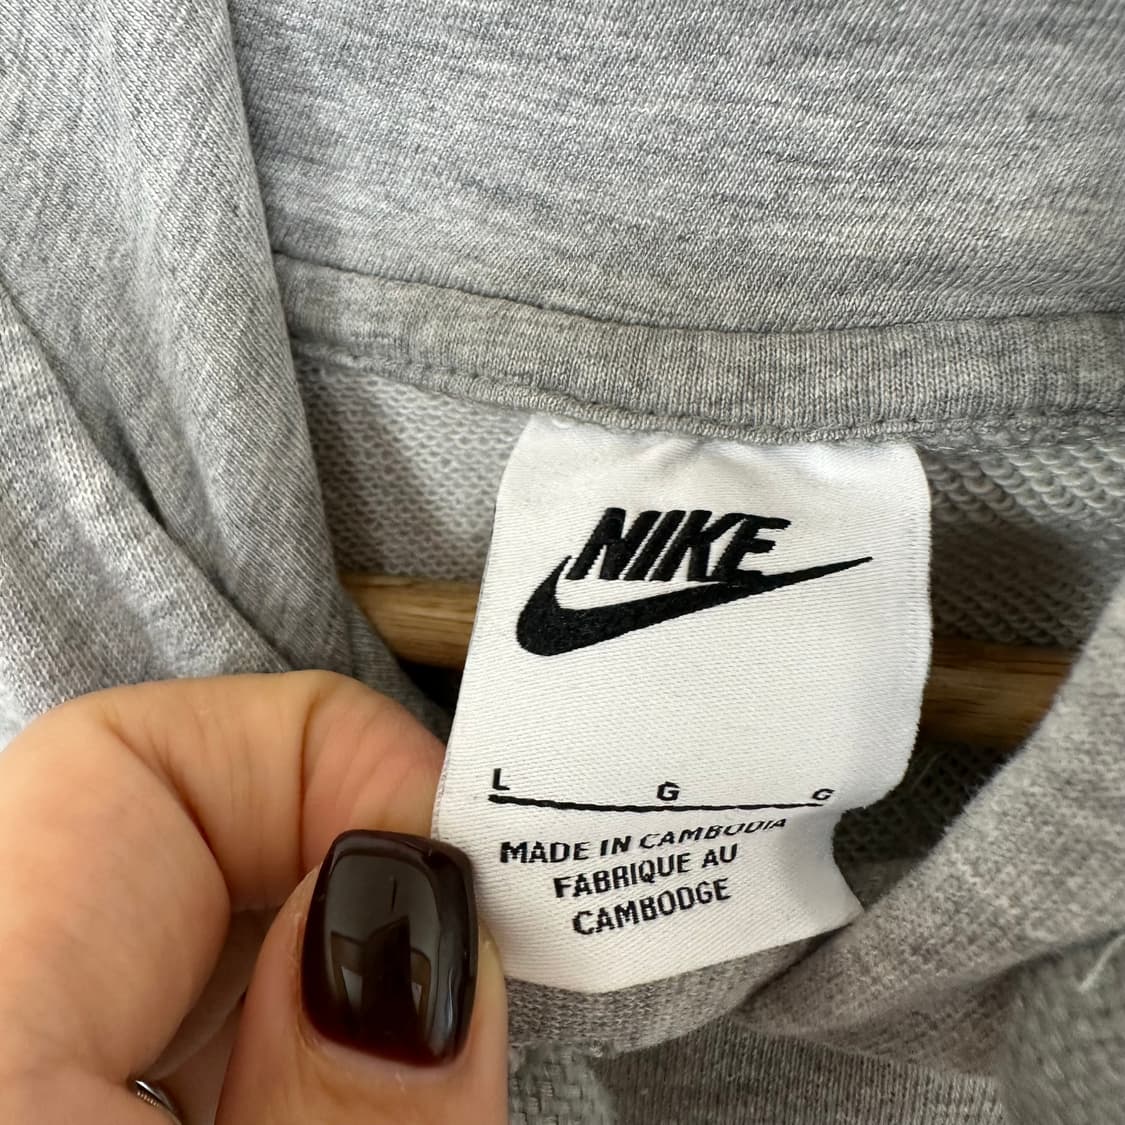 NIKE
L G G
MADE IN CAMBODIA
FABRIQUE AU
CAMBODGE